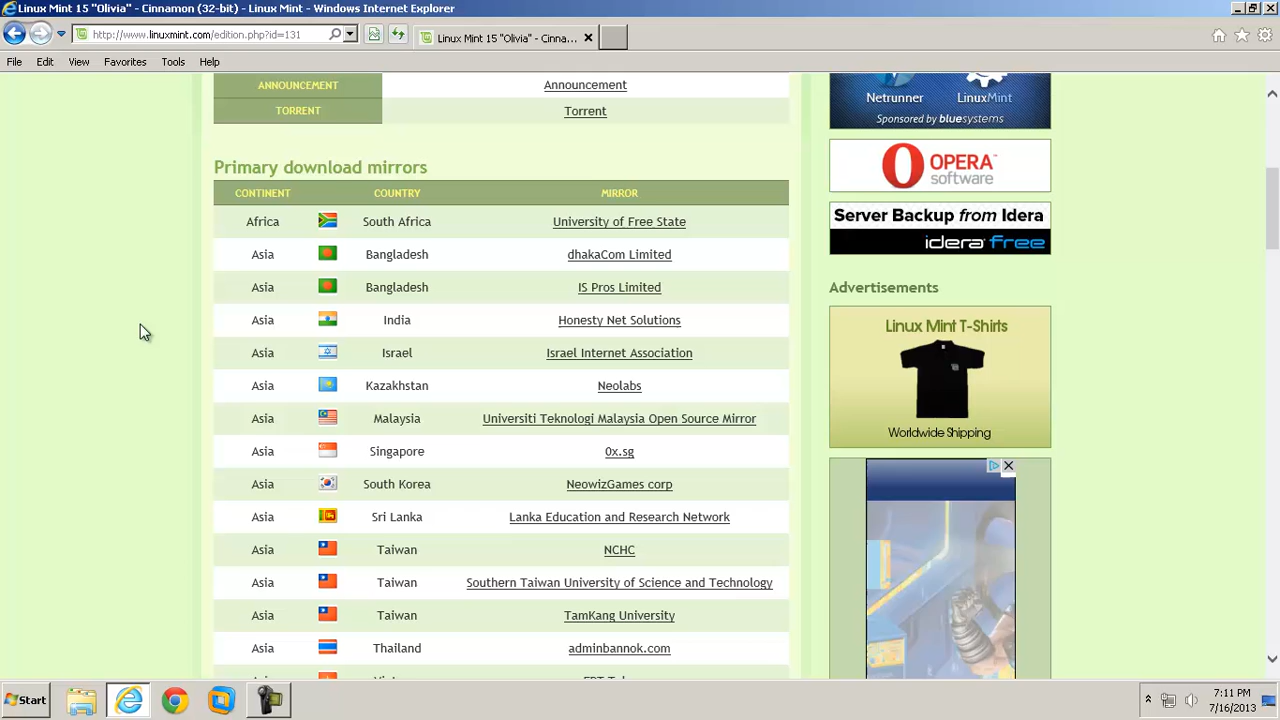 Linux Mint 15 "Olivia" - Cinnamon (32-bit) - Linux Mint - Windows Internet Explorer
http://www.linuxmint.com/edition.php?id=131
Linux Mint 15 "Olivia" - Cinna...
File Edit View Favorites Tools Help
ANNOUNCEMENT Announcement
TORRENT Torrent
Primary download mirrors
CONTINENT COUNTRY MIRROR
Africa South Africa University of Free State
Asia Bangladesh dhakaCom Limited
Asia Bangladesh IS Pros Limited
Asia India Honesty Net Solutions
Asia Israel Israel Internet Association
Asia Kazakhstan Neolabs
Asia Malaysia Universiti Teknologi Malaysia Open Source Mirror
Asia Singapore 0x.sg
Asia South Korea NeowizGames corp
Asia Sri Lanka Lanka Education and Research Network
Asia Taiwan NCHC
Asia Taiwan Southern Taiwan University of Science and Technology
Asia Taiwan TamKang University
Asia Thailand adminbannok.com
Netrunner LinuxMint
Sponsored by bluesystems
OPERA
software
Server Backup from Idera
idera free
Advertisements
Linux Mint T-Shirts
Worldwide Shipping
Start
7:11 PM
7/16/2013